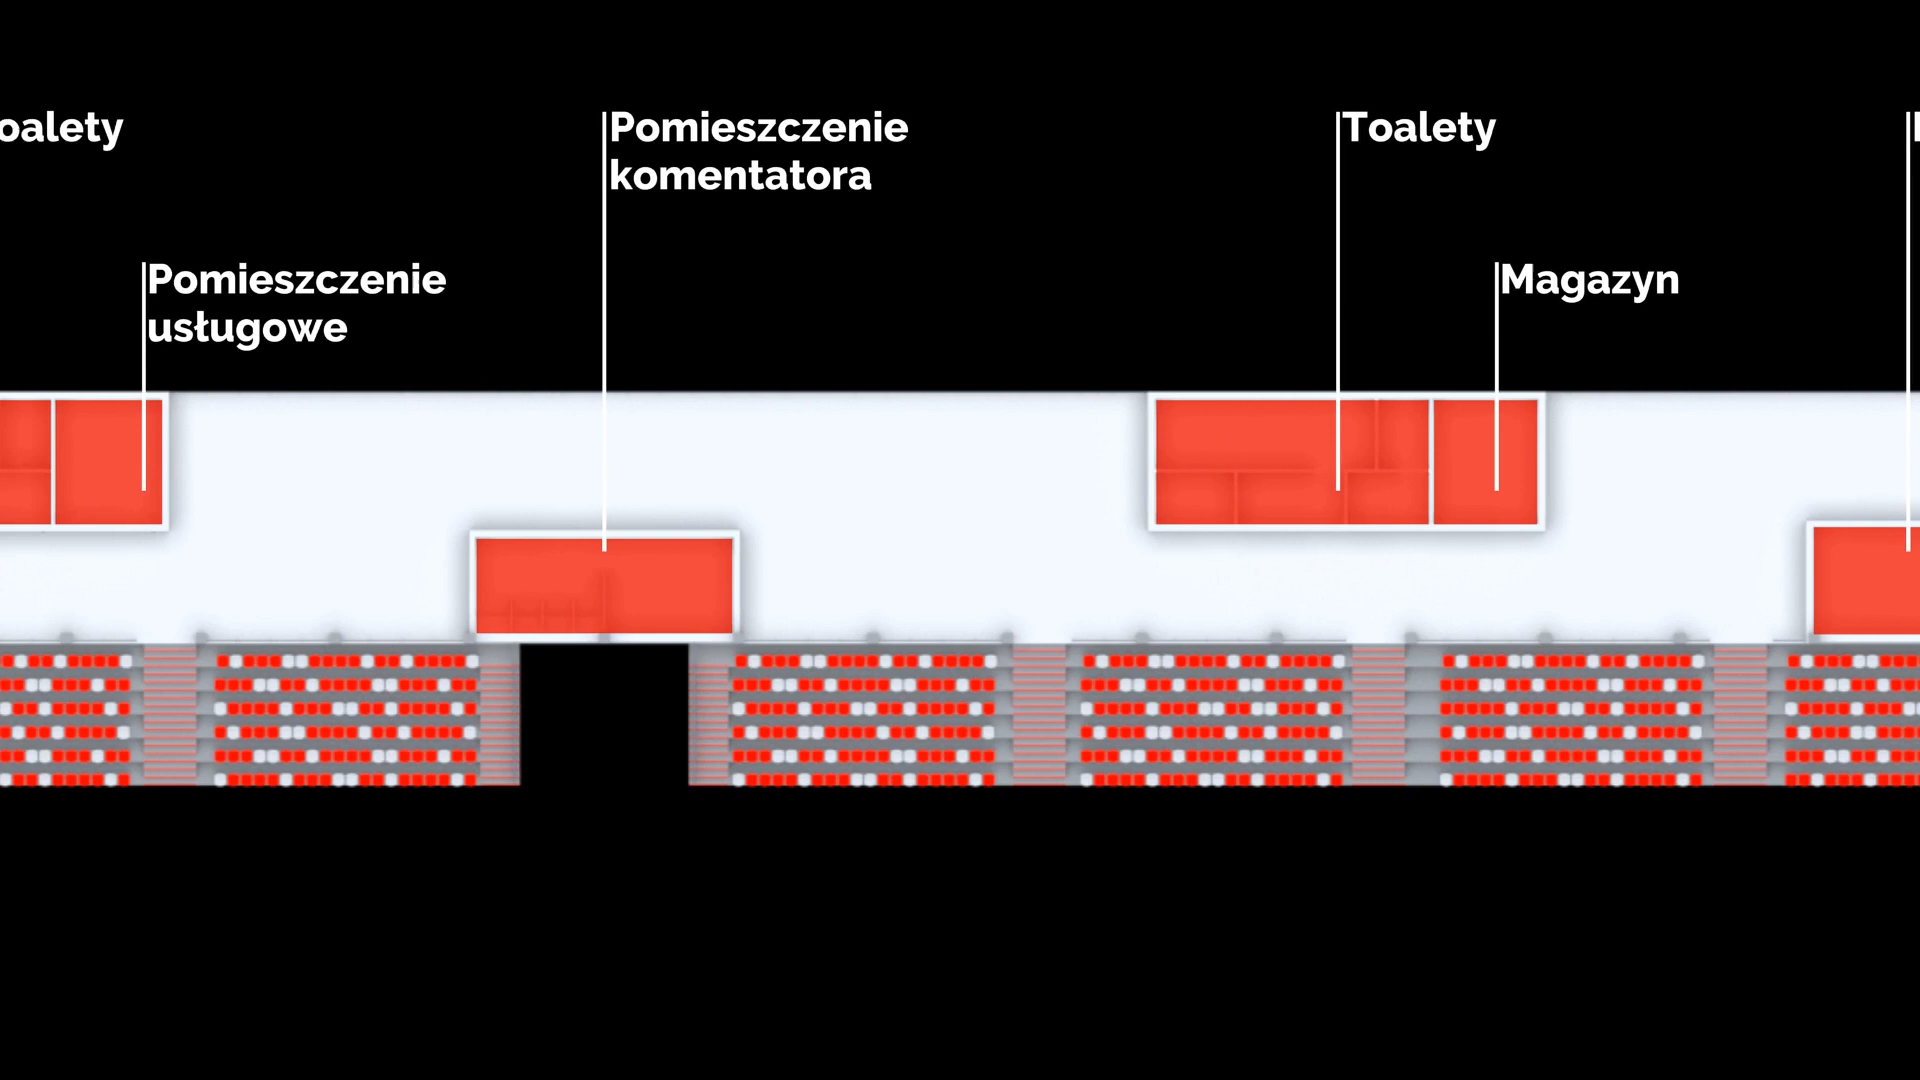 oalety
Pomieszczenie
komentatora
Toalety
Pomieszczenie
usługowe
Magazyn